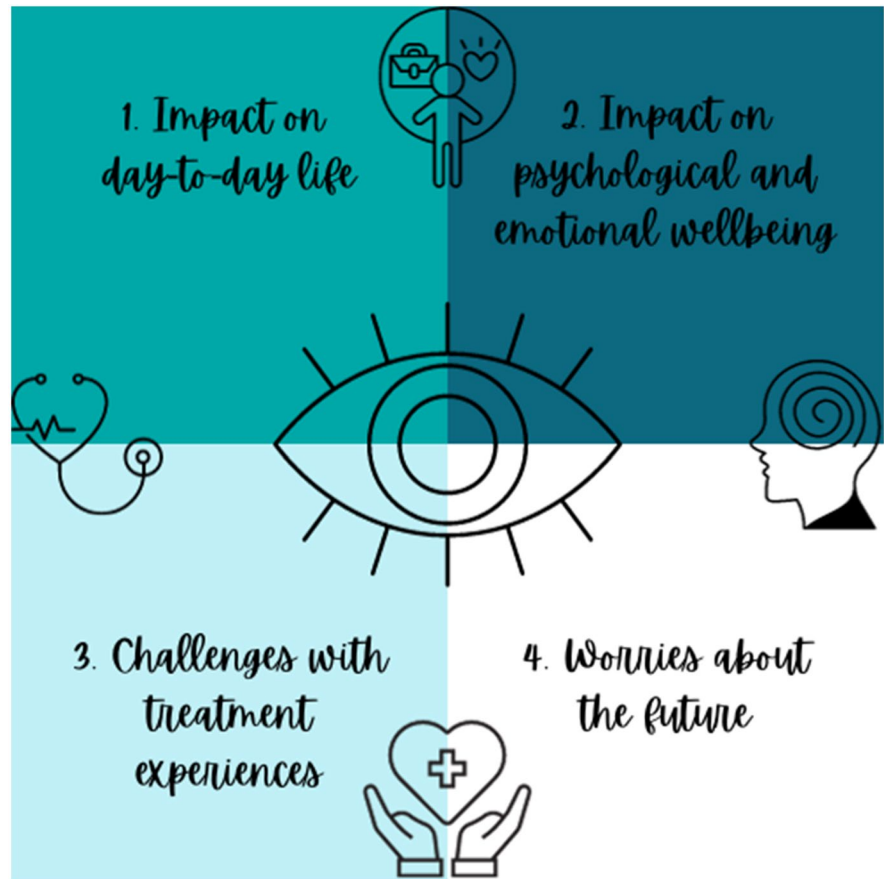 1. Impact on
day-to-day life
2. Impact on
psychological and
emotional wellbeing
3. Challenges with
treatment
experiences
4. Worries about
the future